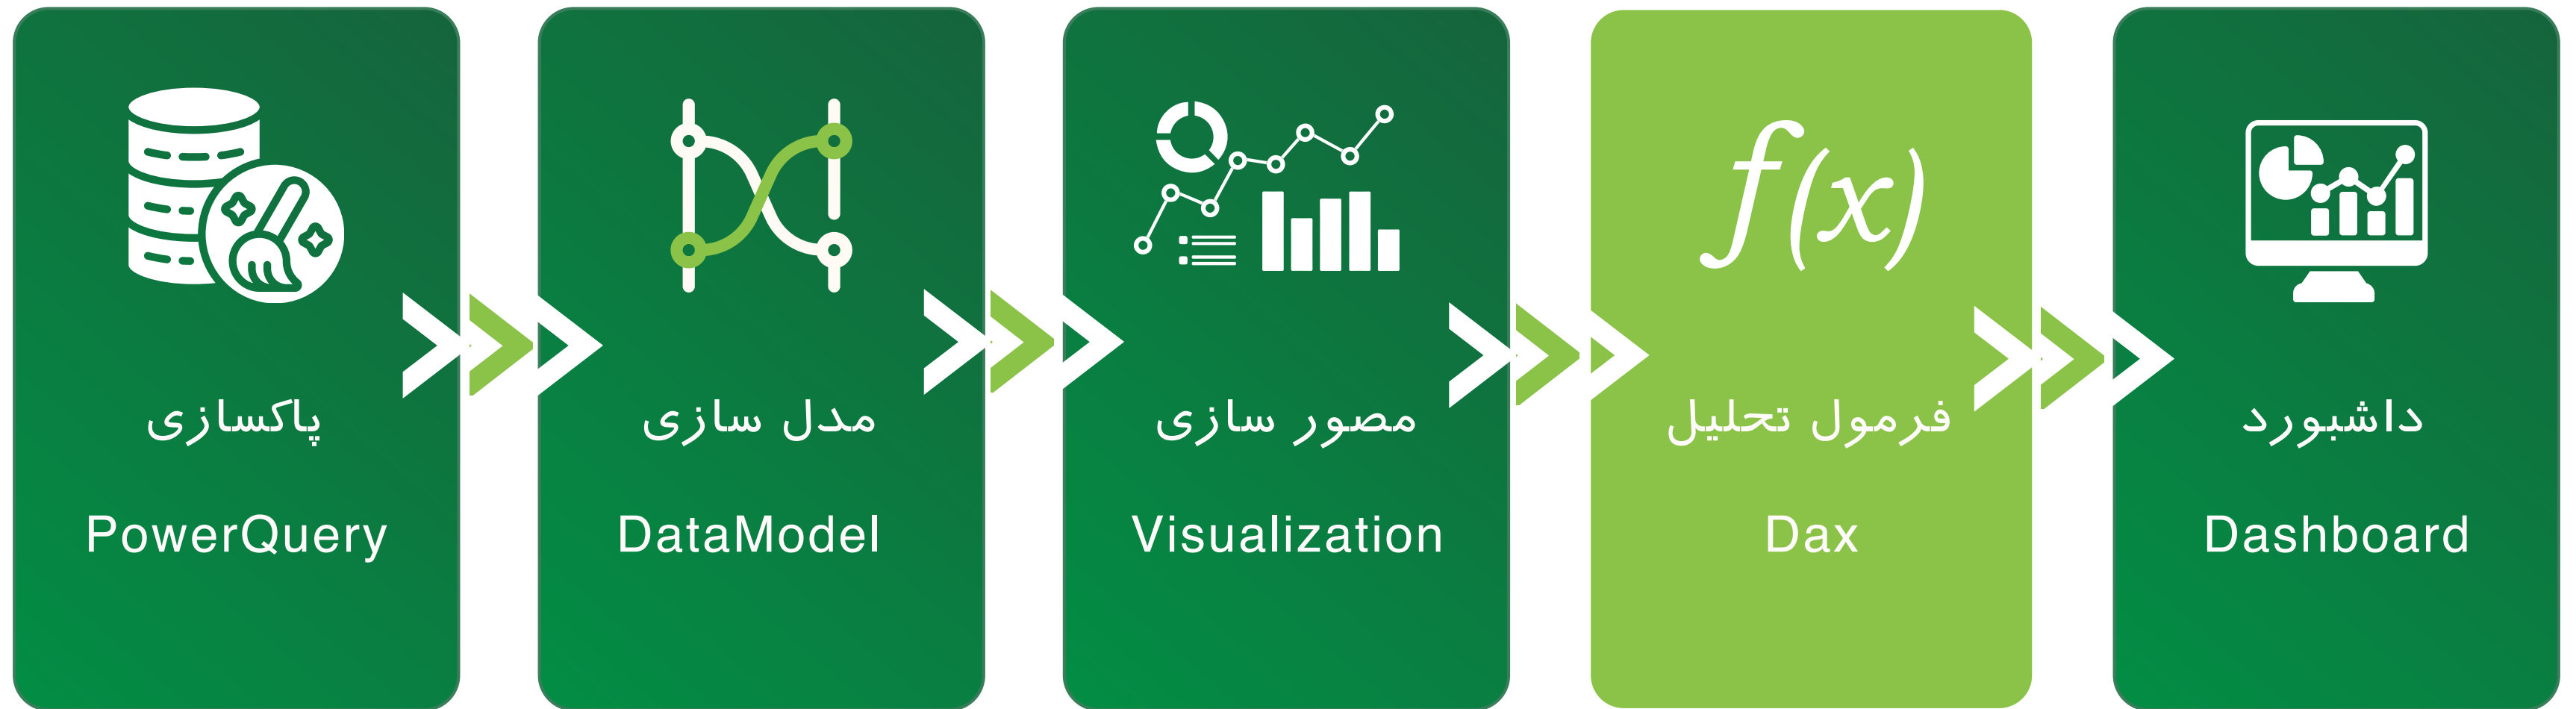 پاکسازی
PowerQuery
مدل سازی
DataModel
مصور سازی
Visualization
f(x)
فرمول تحلیل
Dax
داشبورد
Dashboard